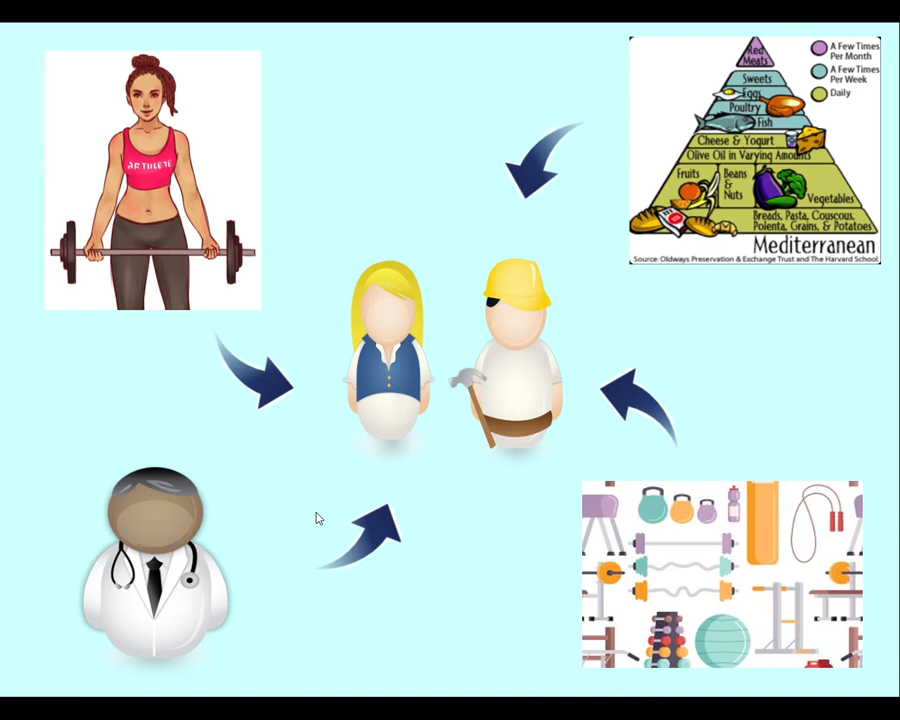 ARTHLETE
Red
Meats
Sweets
Eggs
Poultry
Fish
Cheese & Yogurt
Olive Oil in Varying Amounts
Fruits
Beans
&
Nuts
Vegetables
Breads, Pasta, Couscous,
Polenta, Grains, & Potatoes
A Few Times
Per Month
A Few Times
Per Week
Daily
Mediterranean
Source: Oldways Preservation & Exchange Trust and The Harvard School